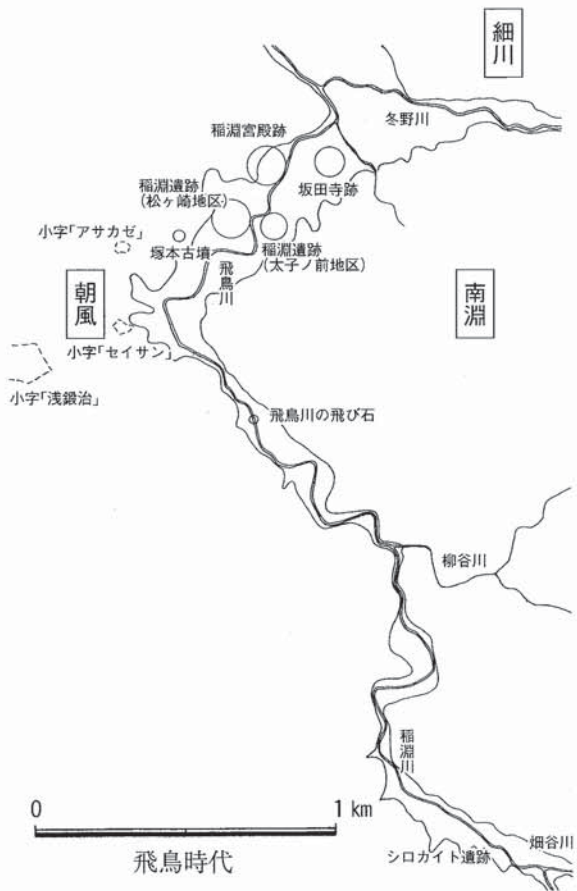 細川
冬野川
稲淵宮殿跡
坂田寺跡
稲淵遺跡
(松ヶ崎地区)
小字「アサカゼ」
塚本古墳
稲淵遺跡
(太子ノ前地区)
飛鳥川
朝風
南淵
小字「セイサン」
小字「浅鍛治」
飛鳥川の飛び石
柳谷川
稲淵川
0 1 km
飛鳥時代
畑谷川
シロカイト遺跡